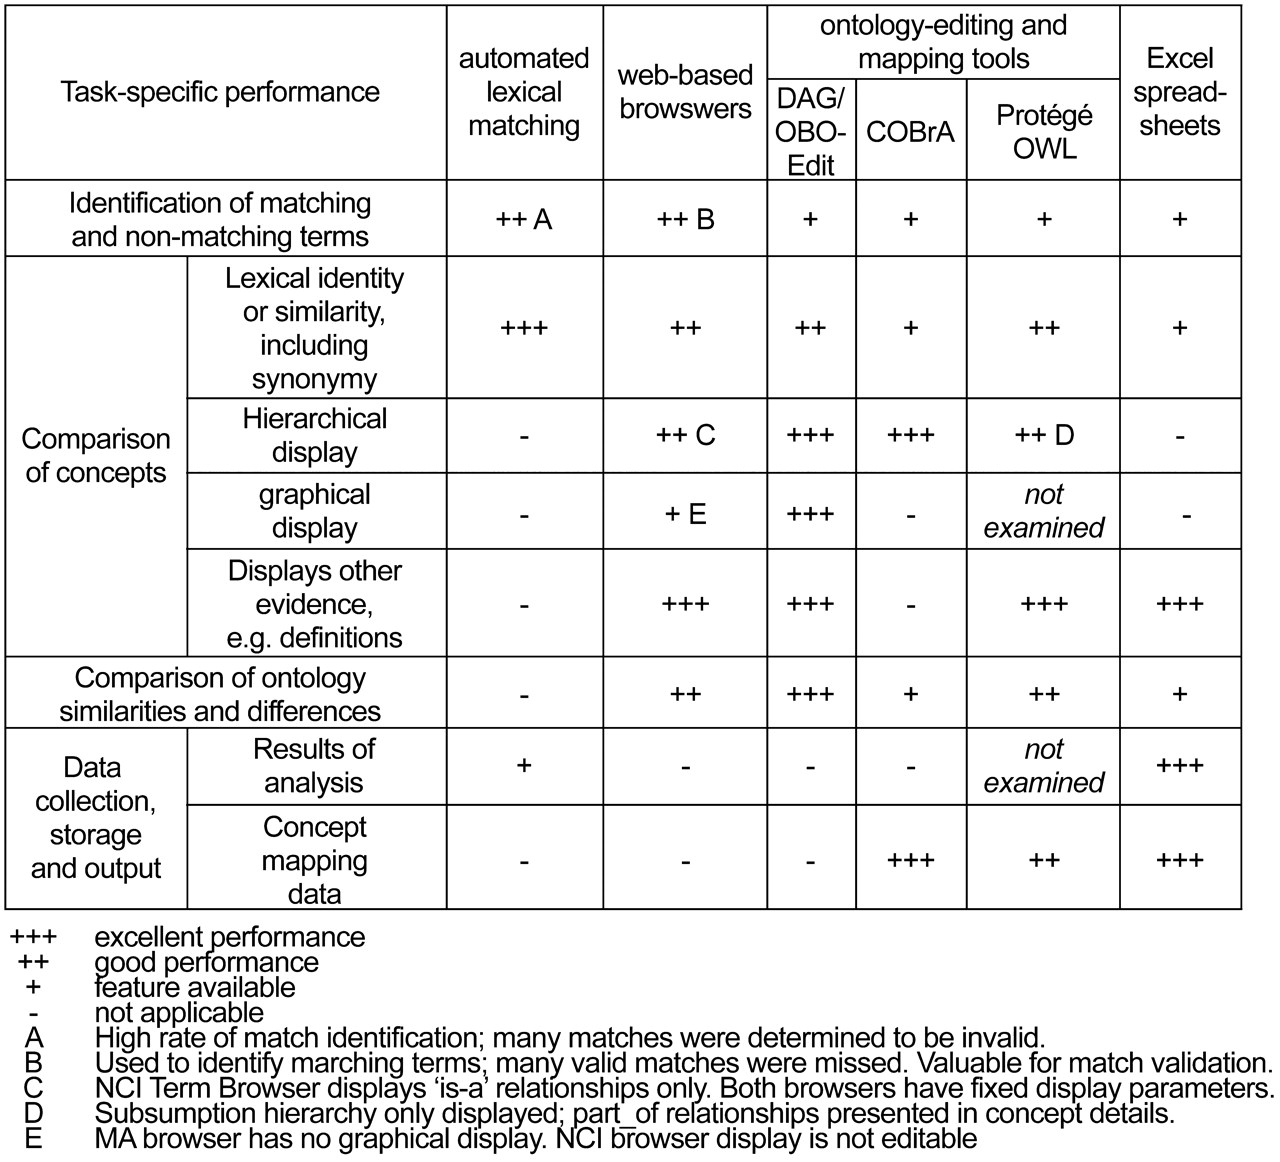 Task-specific performance
automated
lexical
matching
web-based
browswers
ontology-editing and
mapping tools
DAG/
OBO-
Edit
COBrA
Protégé
OWL
Excel
spread-
sheets
Identification of matching
and non-matching terms
++ A
++ B
+
+
+
+
Comparison
of concepts
Lexical identity
or similarity,
including
synonymy
+++
++
++
+
++
+
Hierarchical
display
-
++ C
+++
+++
++ D
-
graphical
display
-
+ E
+++
-
not
examined
-
Displays other
evidence,
e.g. definitions
-
+++
+++
-
+++
+++
Comparison of ontology
similarities and differences
-
++
+++
+
++
+
Data
collection,
storage
and output
Results of
analysis
+
-
-
-
not
examined
+++
Concept
mapping
data
-
-
-
+++
++
+++
+++ excellent performance
++ good performance
+ feature available
- not applicable
A High rate of match identification; many matches were determined to be invalid.
B Used to identify marching terms; many valid matches were missed. Valuable for match validation.
C NCI Term Browser displays ‘is-a’ relationships only. Both browsers have fixed display parameters.
D Subsumption hierarchy only displayed; part_of relationships presented in concept details.
E MA browser has no graphical display. NCI browser display is not editable